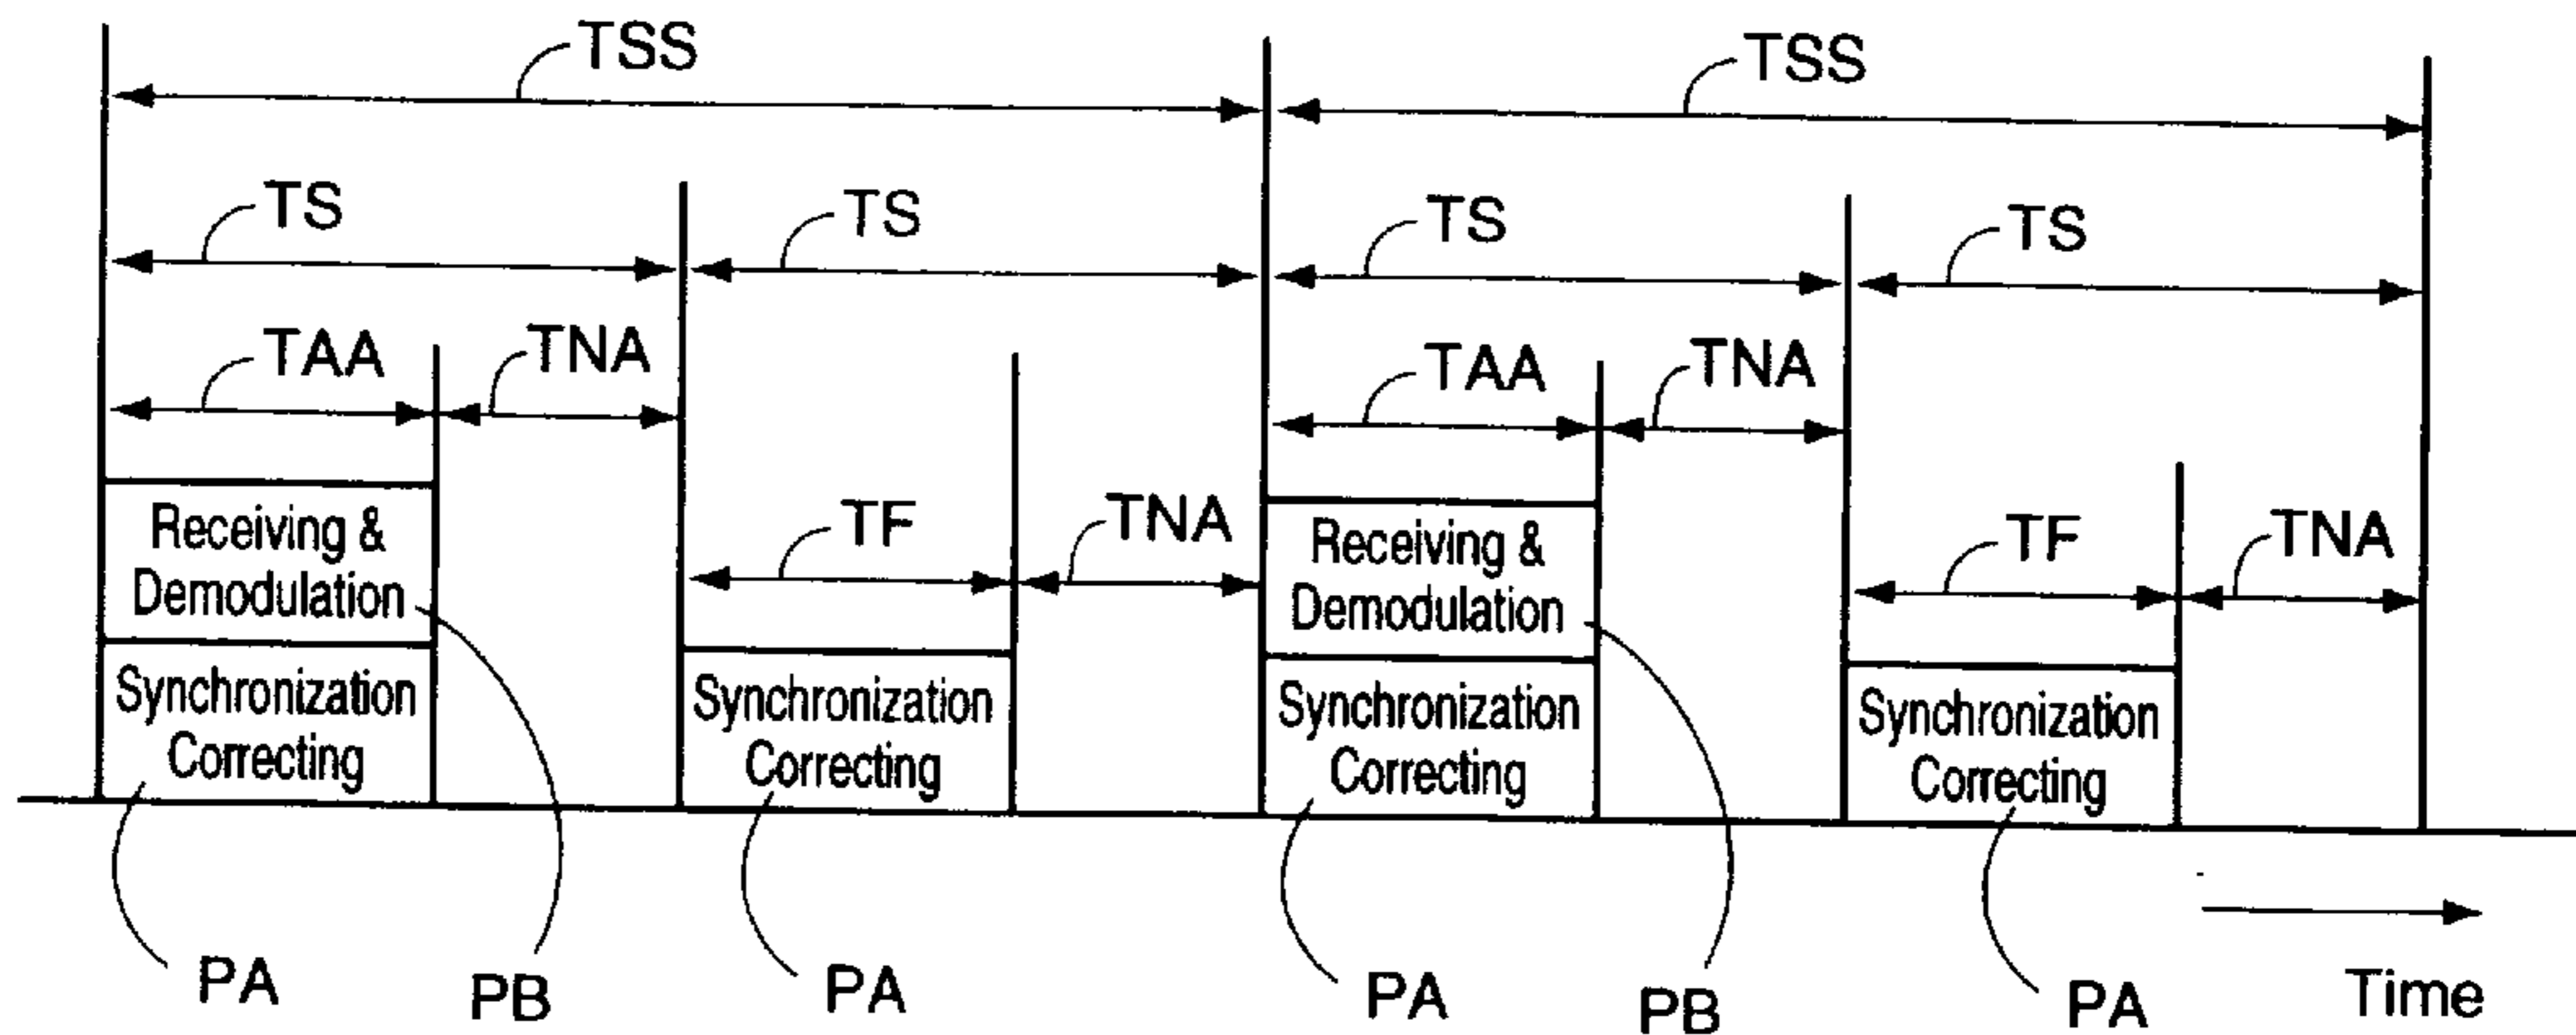 TSS
TSS
TS
TS
TS
TS
TAA
TNA
TAA
TNA
TF
TNA
TF
TNA
Receiving &
Demodulation
Receiving &
Demodulation
Synchronization
Correcting
Synchronization
Correcting
Synchronization
Correcting
Synchronization
Correcting
PA
PB
PA
PA
PB
PA
Time